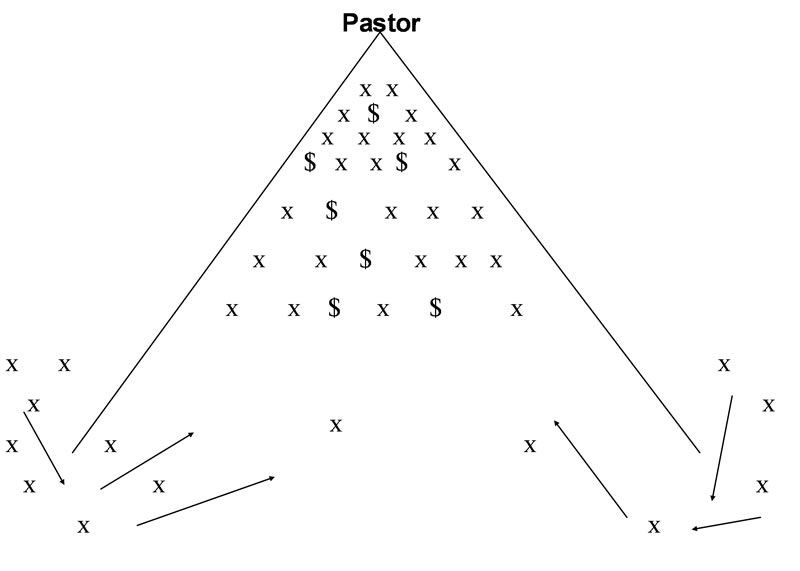 Pastor
x x
x $ x
x x x x
$ x x $ x
x $ x x x
x x $ x x x
x x $ x $ x
x x x
x x
x
x x x
x x x
x x